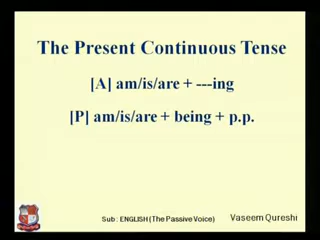 The Present Continuous Tense
[A] am/is/are + ---ing
[P] am/is/are + being + p.p.
Sub : ENGLISH (The Passive Voice)
Vaseem Qureshi